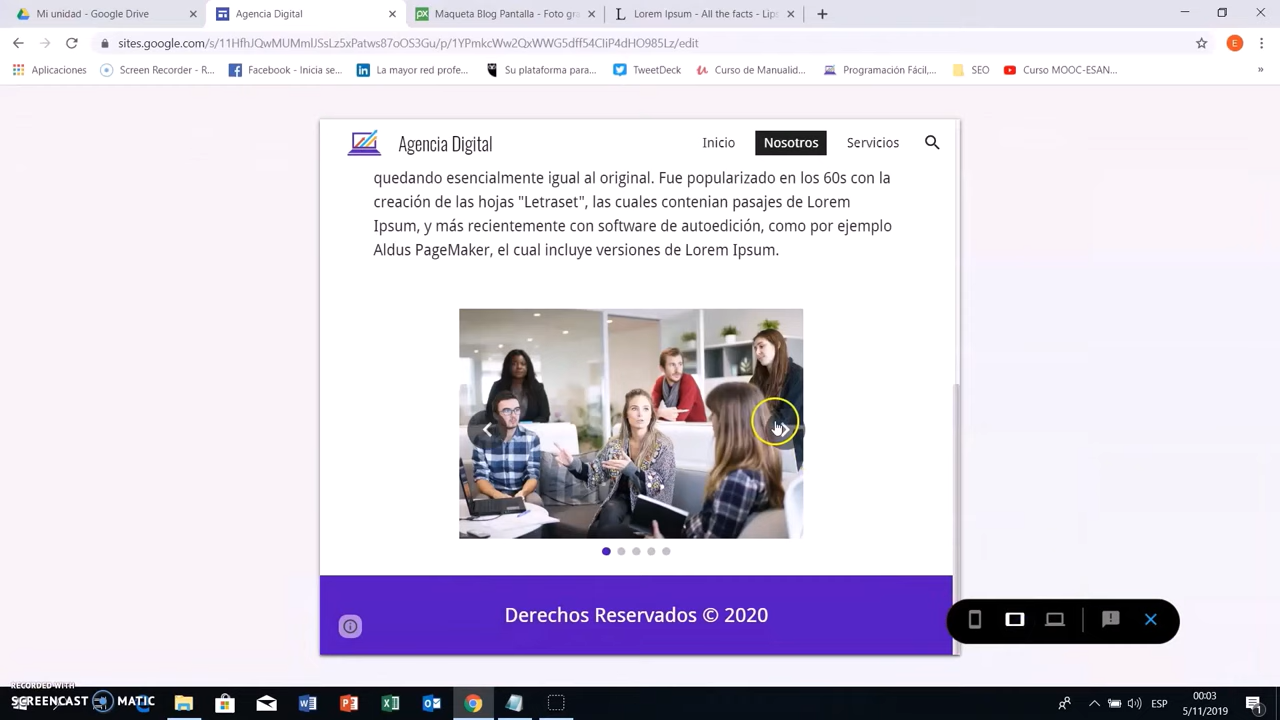 Mi unidad - Google Drive
Agencia Digital
Maqueta Blog Pantalla - Foto gra
Lorem Ipsum - All the facts - Lips
sites.google.com/s/11HfhJQwMUMmIJSsLz5xPatws87oOS3Gu/p/1YPmkcWw2QxWWG5dff54CIiP4dHO985Lz/edit
E
Aplicaciones
Screen Recorder - R...
Facebook - Inicia se...
La mayor red profe...
Su plataforma para...
TweetDeck
Curso de Manualid...
Programación Fácil,...
SEO
Curso MOOC-ESAN...
»
Agencia Digital
Inicio
Nosotros
Servicios
quedando esencialmente igual al original. Fue popularizado en los 60s con la
creación de las hojas "Letraset", las cuales contenian pasajes de Lorem
Ipsum, y más recientemente con software de autoedición, como por ejemplo
Aldus PageMaker, el cual incluye versiones de Lorem Ipsum.
Derechos Reservados © 2020
RECORDED WITH
SCREENCAST MATIC
ESP
00:03
5/11/2019